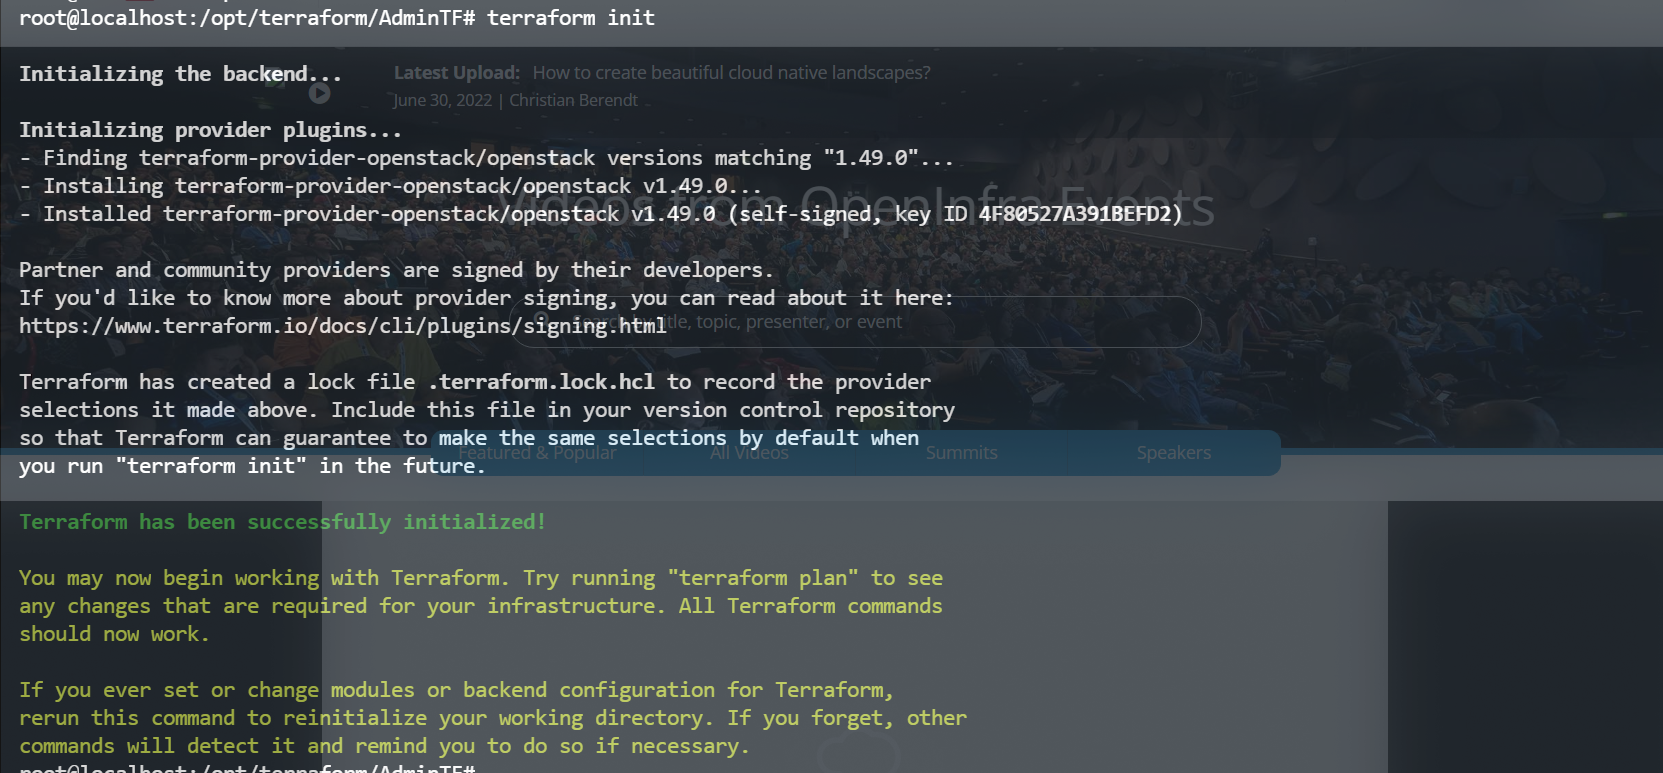 root@localhost:/opt/terraform/AdminTF# terraform init
Initializing the backend...
Latest Upload: How to create beautiful cloud native landscapes?
June 30, 2022 | Christian Berendt
Initializing provider plugins...
- Finding terraform-provider-openstack/openstack versions matching "1.49.0"...
- Installing terraform-provider-openstack/openstack v1.49.0...
- Installed terraform-provider-openstack/openstack v1.49.0 (self-signed, key ID 4F80527A391BEFD2)
Videos from OpenInfra Events
Partner and community providers are signed by their developers.
If you'd like to know more about provider signing, you can read about it here:
https://www.terraform.io/docs/cli/plugins/signing.html
Search by title, topic, presenter, or event
Terraform has created a lock file .terraform.lock.hcl to record the provider
selections it made above. Include this file in your version control repository
so that Terraform can guarantee to make the same selections by default when
you run "terraform init" in the future.
Featured & Popular All Videos Summits Speakers
Terraform has been successfully initialized!
You may now begin working with Terraform. Try running "terraform plan" to see
any changes that are required for your infrastructure. All Terraform commands
should now work.
If you ever set or change modules or backend configuration for Terraform,
rerun this command to reinitialize your working directory. If you forget, other
commands will detect it and remind you to do so if necessary.
root@localhost:/opt/terraform/AdminTF#